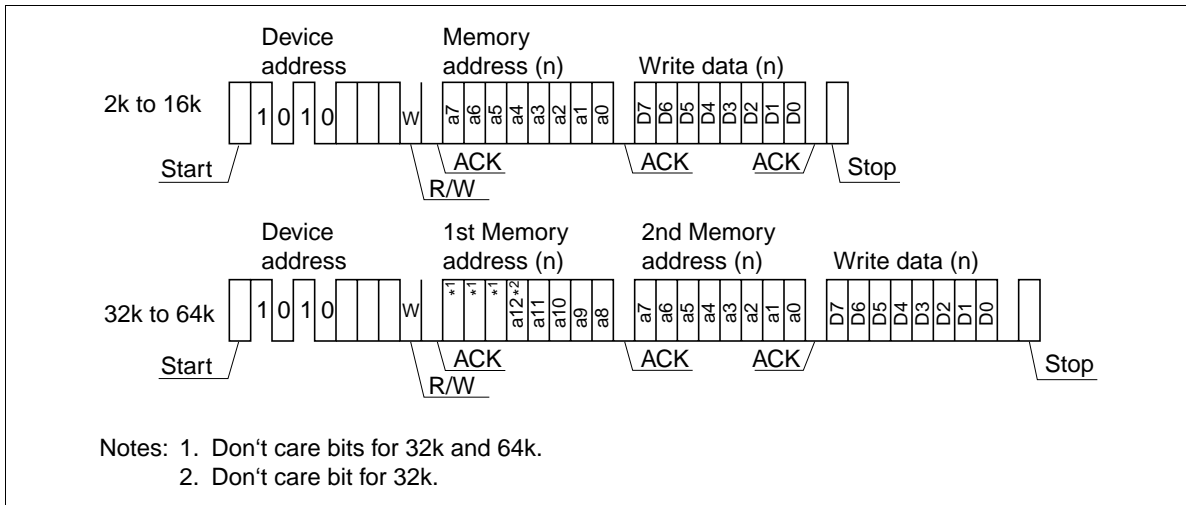 Device address
Memory address (n)
Write data (n)
2k to 16k
1 0 1 0 W a7 a6 a5 a4 a3 a2 a1 a0 D7 D6 D5 D4 D3 D2 D1 D0
Start
R/W
ACK
ACK
ACK
Stop
Device address
1st Memory address (n)
2nd Memory address (n)
Write data (n)
32k to 64k
1 0 1 0 W *1 *1 *1 a12*2 a11 a10 a9 a8 a7 a6 a5 a4 a3 a2 a1 a0 D7 D6 D5 D4 D3 D2 D1 D0
Start
R/W
ACK
ACK
ACK
Stop
Notes: 1. Don‘t care bits for 32k and 64k.
2. Don‘t care bit for 32k.